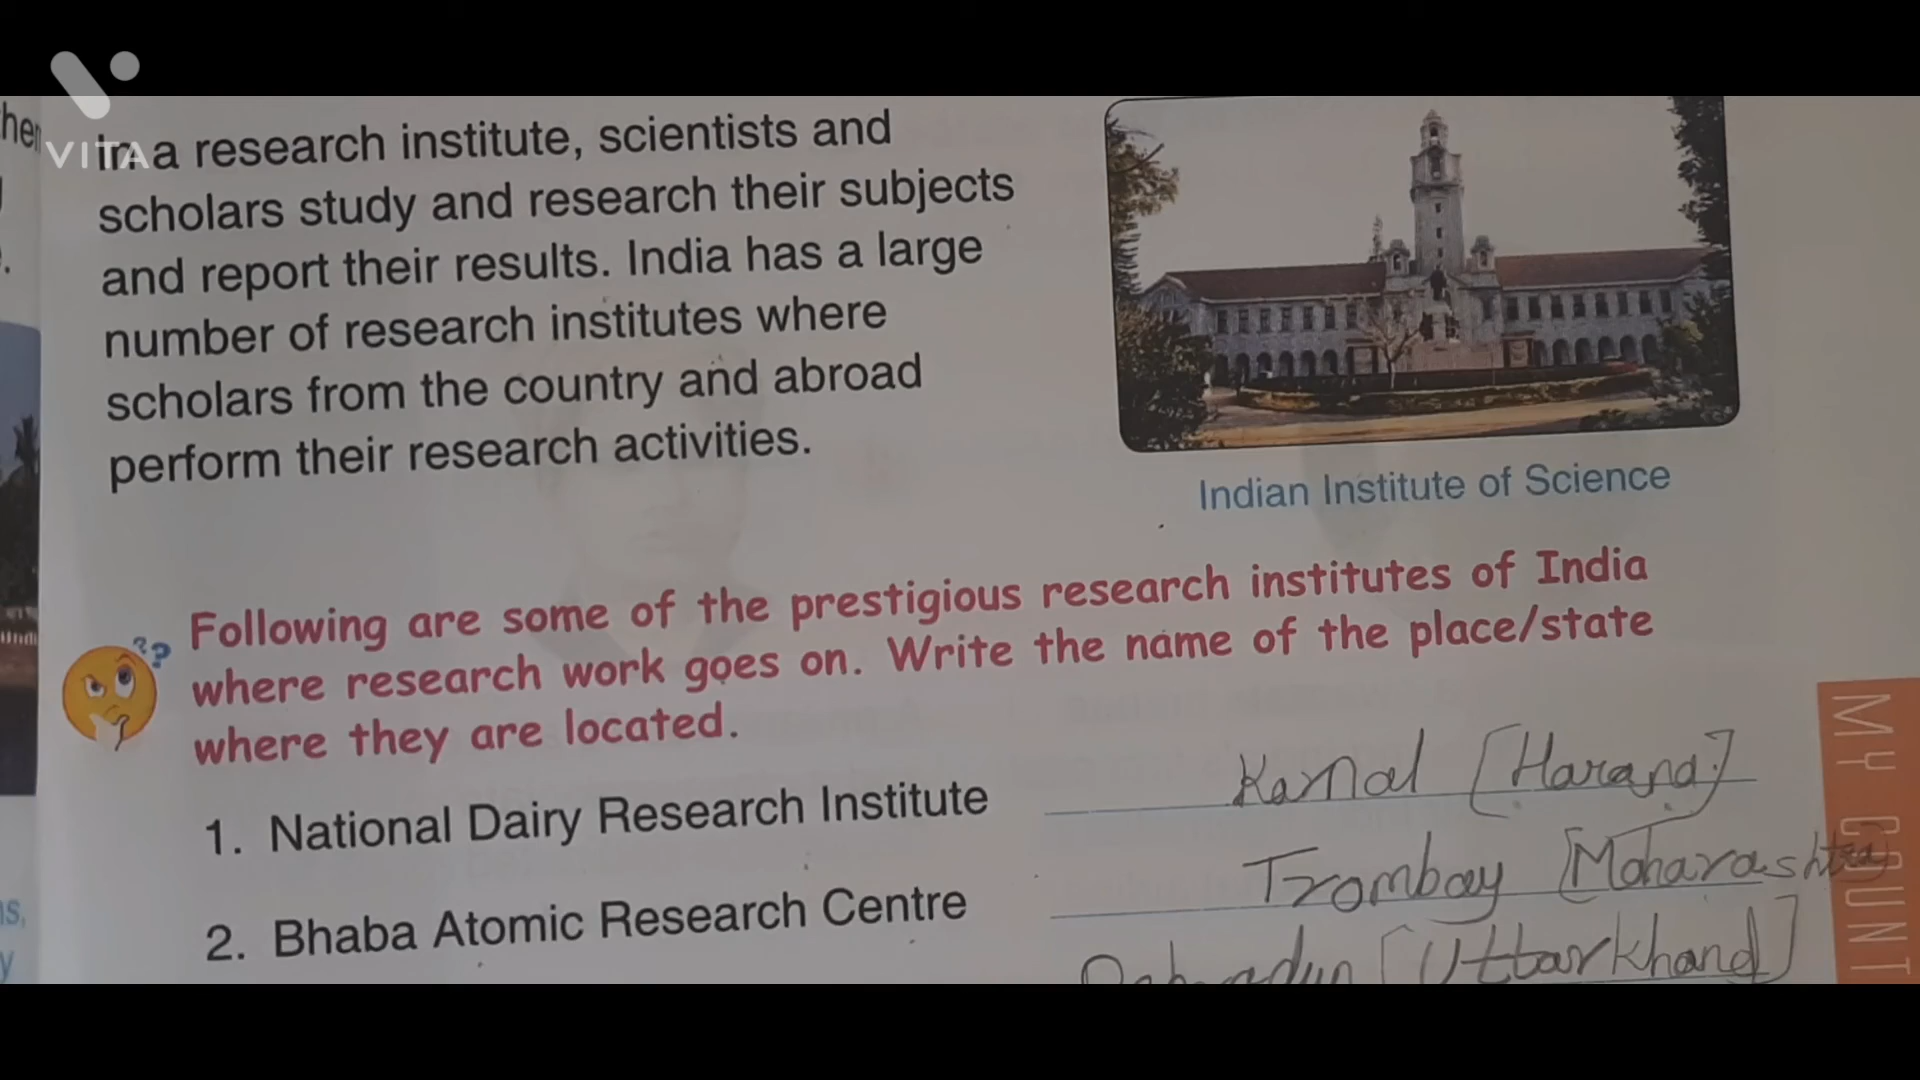 VITA
her
In a research institute, scientists and
scholars study and research their subjects
and report their results. India has a large
number of research institutes where
scholars from the country and abroad
perform their research activities.
Indian Institute of Science
Following are some of the prestigious research institutes of India
where research work goes on. Write the name of the place/state
where they are located.
1. National Dairy Research Institute Karnal [Harana]
2. Bhaba Atomic Research Centre Trombay [Maharashtra]
[Uttarkhand]
MY COUNT
ns,
y